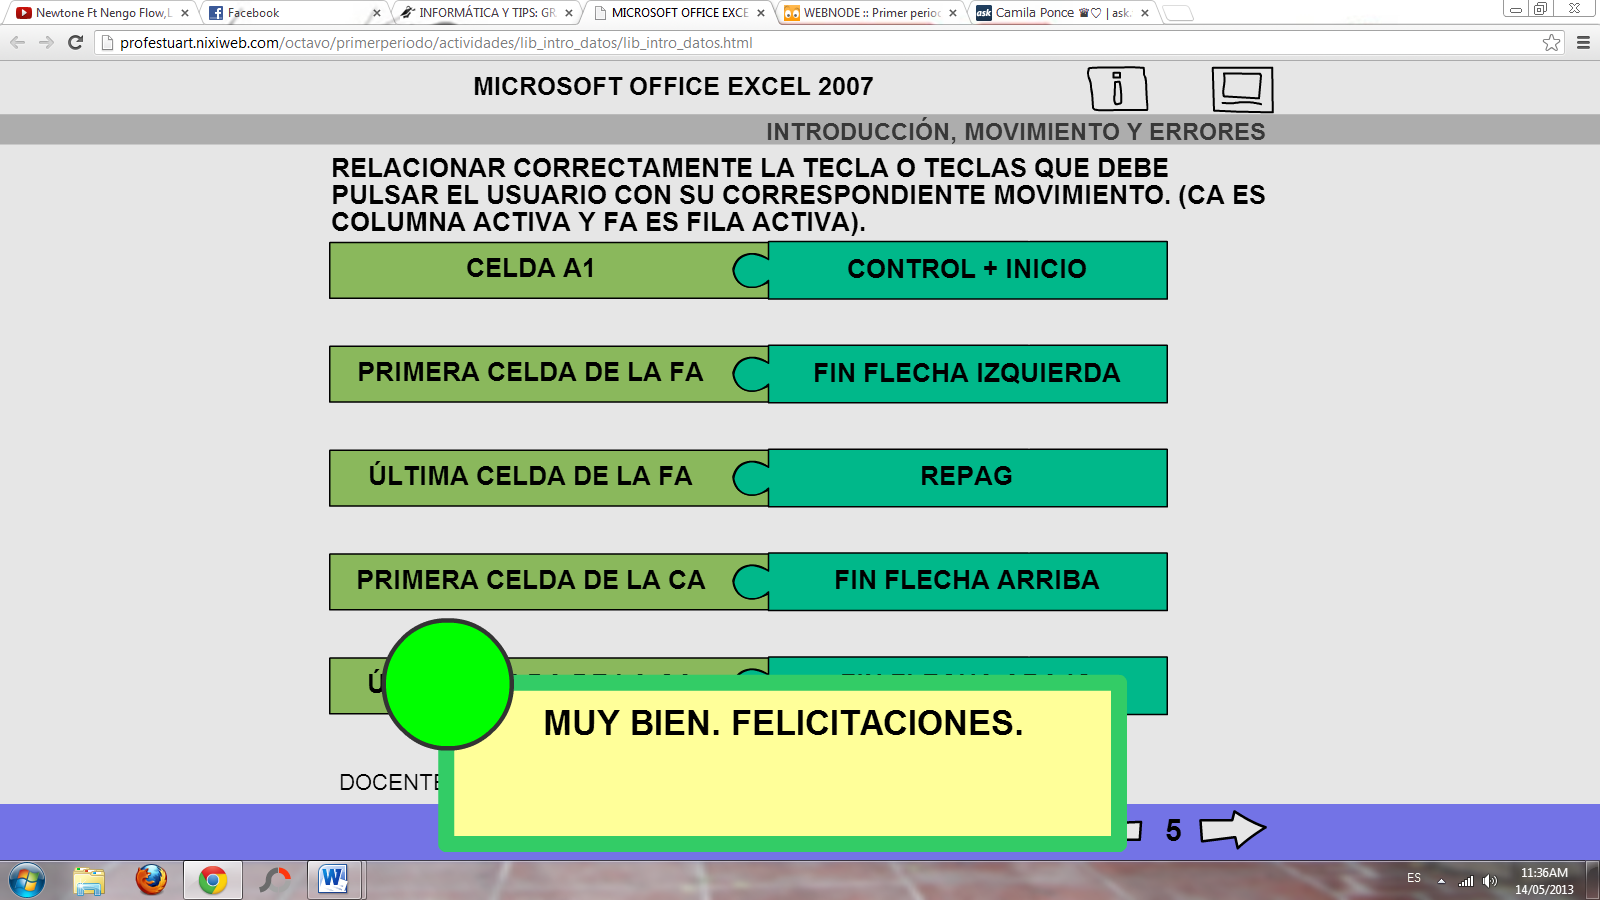 Newtone Ft Nengo Flow,L
Facebook
INFORMÁTICA Y TIPS: GR
MICROSOFT OFFICE EXCE
WEBNODE :: Primer perio
ask Camila Ponce ♛♡ | ask.
profestuart.nixiweb.com/octavo/primerperiodo/actividades/lib_intro_datos/lib_intro_datos.html
MICROSOFT OFFICE EXCEL 2007
i
INTRODUCCIÓN, MOVIMIENTO Y ERRORES
RELACIONAR CORRECTAMENTE LA TECLA O TECLAS QUE DEBE
PULSAR EL USUARIO CON SU CORRESPONDIENTE MOVIMIENTO. (CA ES
COLUMNA ACTIVA Y FA ES FILA ACTIVA).
CELDA A1 CONTROL + INICIO
PRIMERA CELDA DE LA FA FIN FLECHA IZQUIERDA
ÚLTIMA CELDA DE LA FA REPAG
PRIMERA CELDA DE LA CA FIN FLECHA ARRIBA
MUY BIEN. FELICITACIONES.
DOCENTE
5
ES
11:36AM
14/05/2013